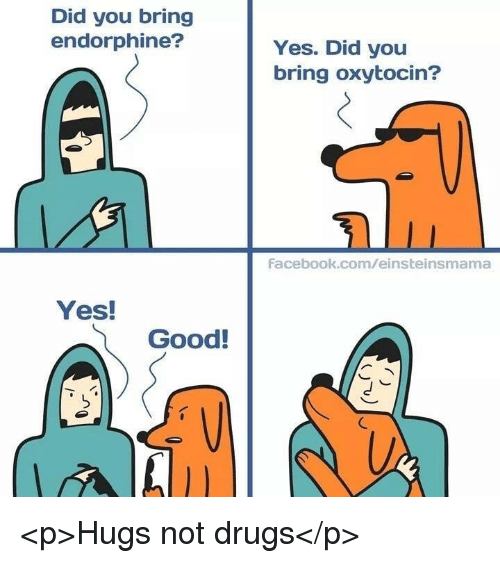 Did you bring
endorphine?
Yes. Did you
bring oxytocin?
Facebook.com/einsteinsmama
Yes!
Good!
<p>Hugs not drugs</p>